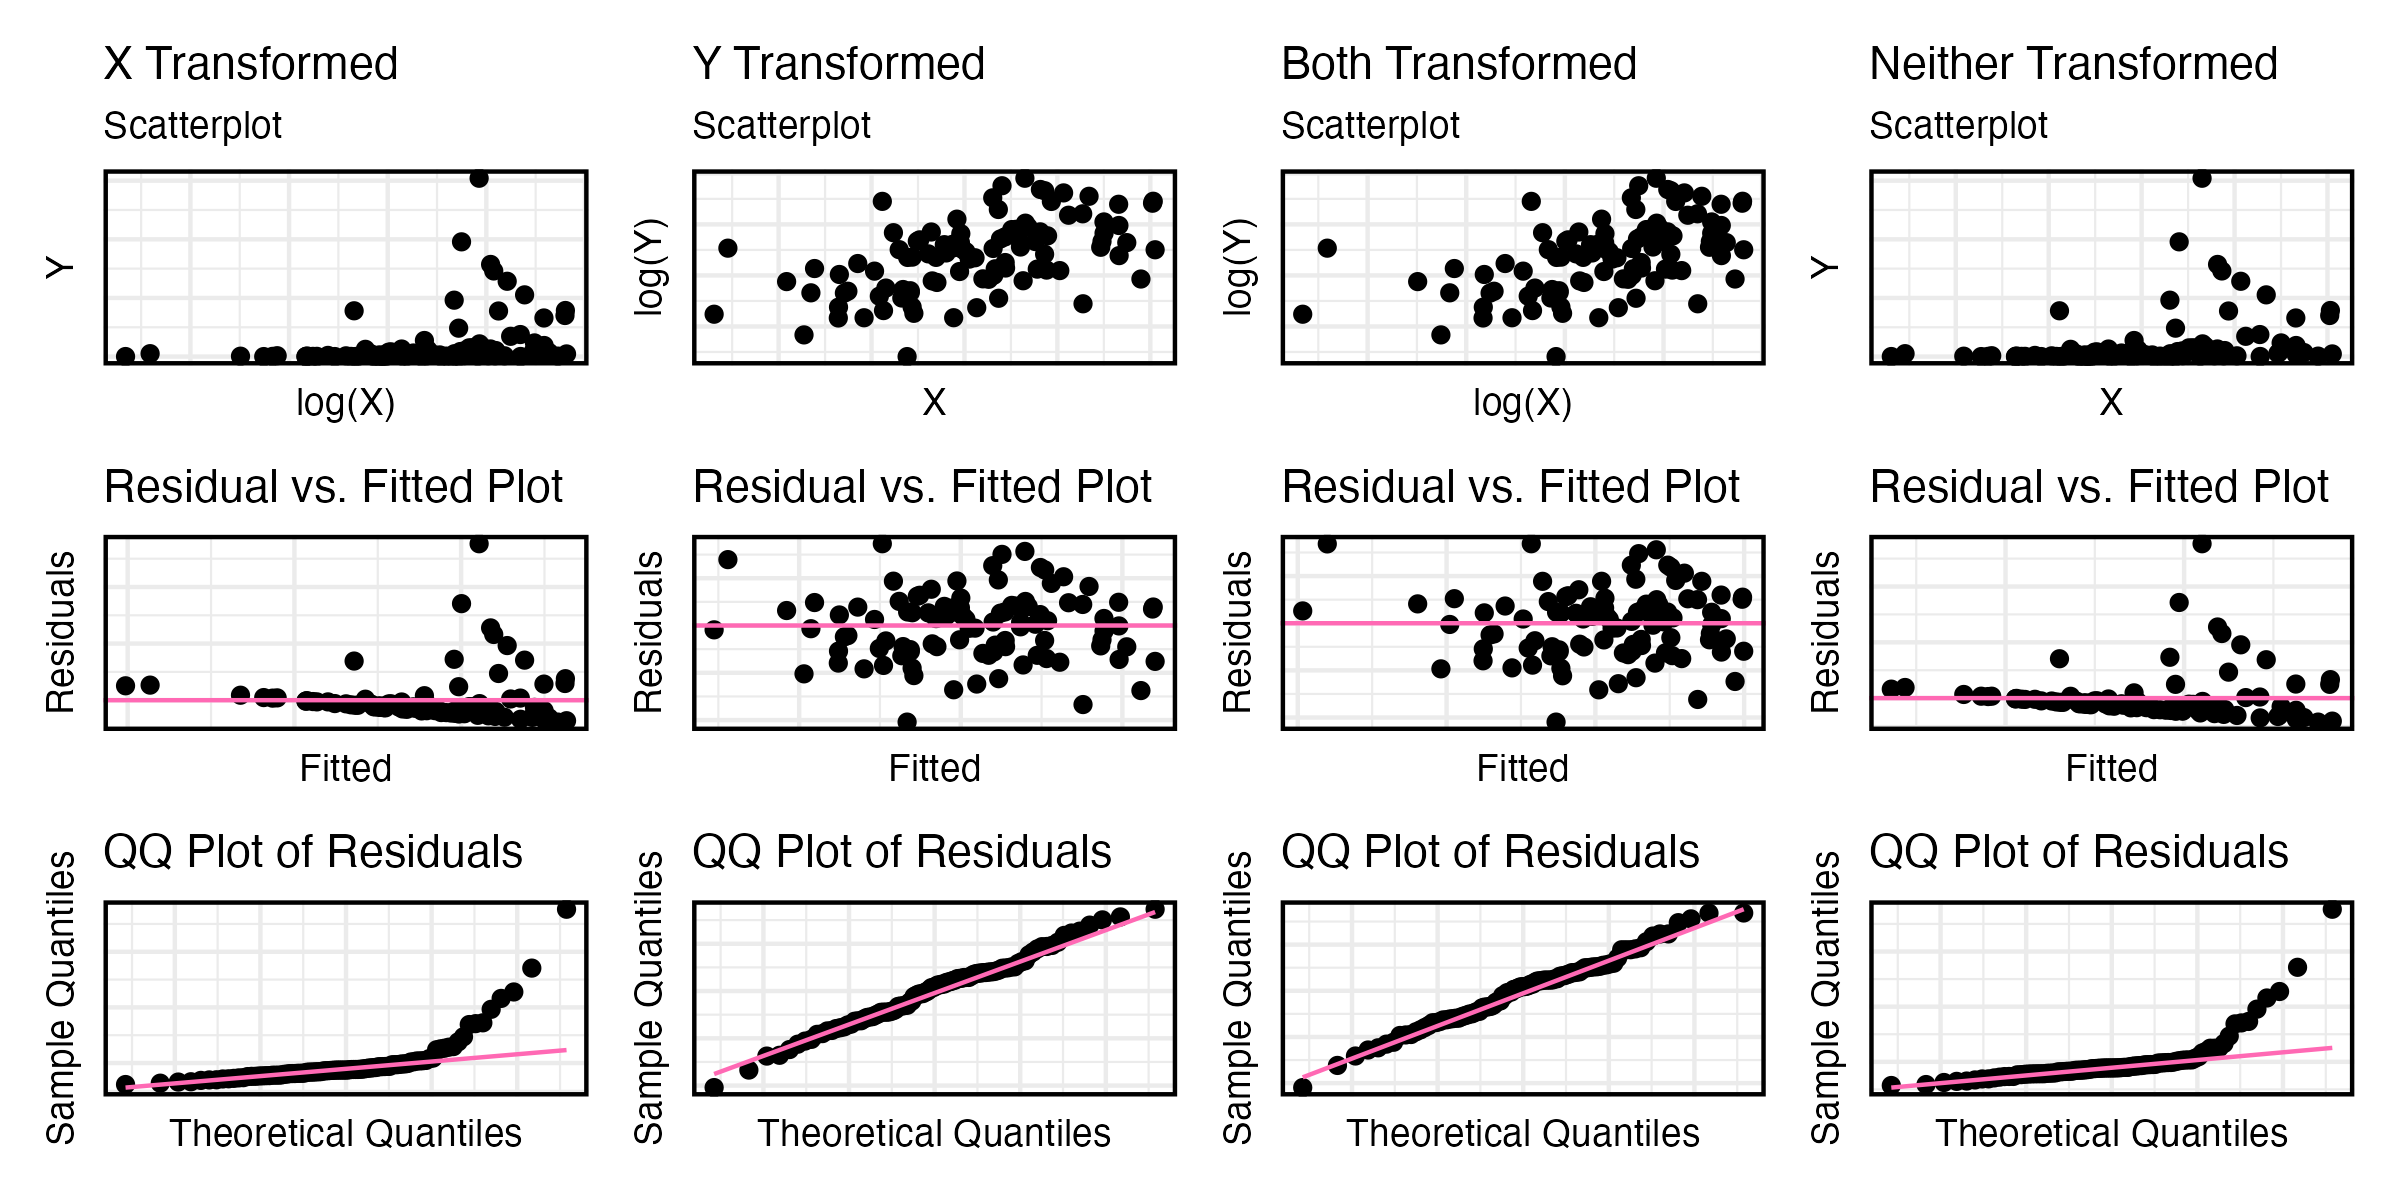 X Transformed
Scatterplot
Y
log(X)
Residual vs. Fitted Plot
Residuals
Fitted
QQ Plot of Residuals
Sample Quantiles
Theoretical Quantiles
Y Transformed
Scatterplot
log(Y)
X
Residual vs. Fitted Plot
Residuals
Fitted
QQ Plot of Residuals
Sample Quantiles
Theoretical Quantiles
Both Transformed
Scatterplot
log(Y)
log(X)
Residual vs. Fitted Plot
Residuals
Fitted
QQ Plot of Residuals
Sample Quantiles
Theoretical Quantiles
Neither Transformed
Scatterplot
Y
X
Residual vs. Fitted Plot
Residuals
Fitted
QQ Plot of Residuals
Sample Quantiles
Theoretical Quantiles